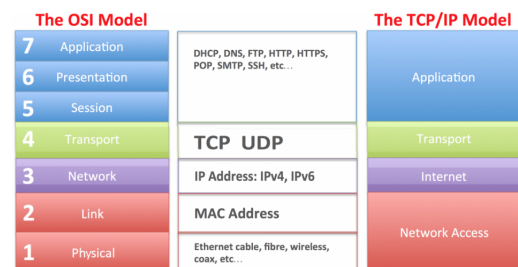 The OSI Model
The TCP/IP Model
7 Application
6 Presentation
5 Session
DHCP, DNS, FTP, HTTP, HTTPS,
POP, SMTP, SSH, etc...
Application
4 Transport
TCP UDP
Transport
3 Network
IP Address: IPv4, IPv6
Internet
2 Link
MAC Address
1 Physical
Ethernet cable, fibre, wireless,
coax, etc...
Network Access